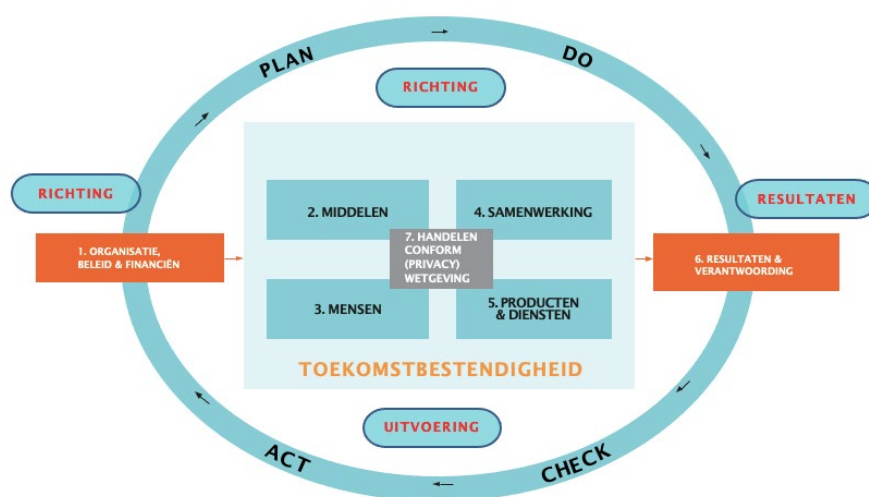 PLAN
DO
RICHTING
RICHTING
RESULTATEN
2. MIDDELEN
4. SAMENWERKING
1. ORGANISATIE,
BELEID & FINANCIËN
7. HANDELEN
CONFORM
(PRIVACY)
WETGEVING
6. RESULTATEN &
VERANTWOORDING
3. MENSEN
5. PRODUCTEN
& DIENSTEN
TOEKOMSTBESTENDIGHEID
UITVOERING
ACT
CHECK